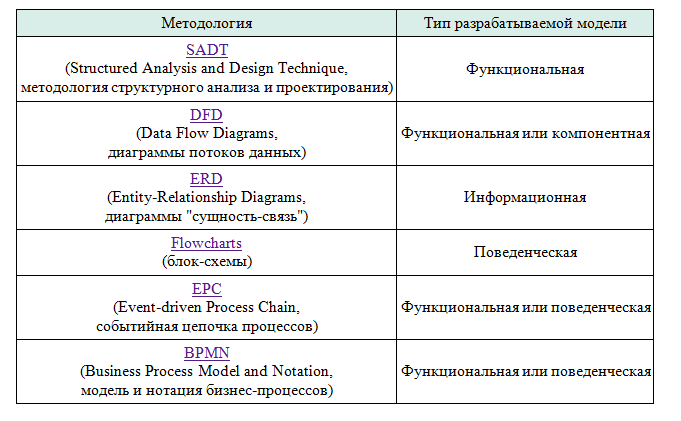 Методология
Тип разрабатываемой модели
SADT
(Structured Analysis and Design Technique,
методология структурного анализа и проектирования)
Функциональная
DFD
(Data Flow Diagrams,
диаграммы потоков данных)
Функциональная или компонентная
ERD
(Entity-Relationship Diagrams,
диаграммы "сущность-связь")
Информационная
Flowcharts
(блок-схемы)
Поведенческая
EPC
(Event-driven Process Chain,
событийная цепочка процессов)
Функциональная или поведенческая
BPMN
(Business Process Model and Notation,
модель и нотация бизнес-процессов)
Функциональная или поведенческая